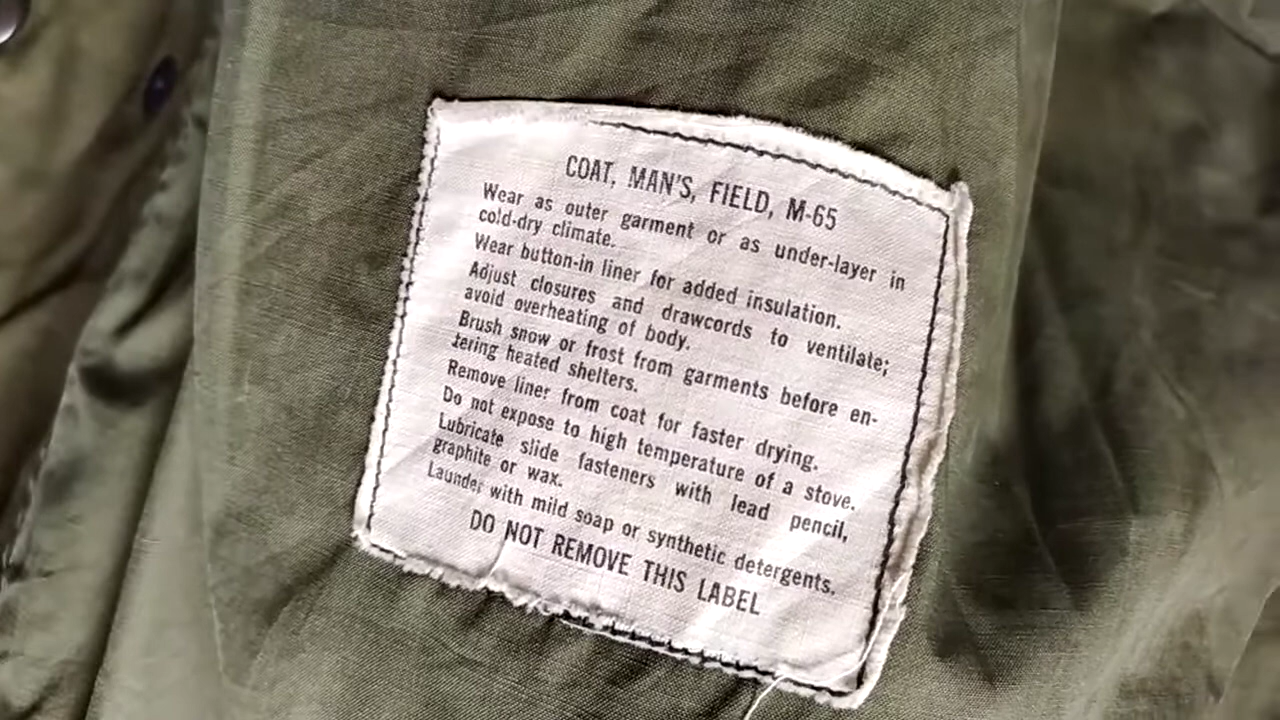 COAT, MAN'S, FIELD, M-65
Wear as outer garment or as under-layer in
cold-dry climate.
Wear button-in liner for added insulation.
Adjust closures and drawcords to ventilate;
avoid overheating of body.
Brush snow or frost from garments before en-
tering heated shelters.
Remove liner from coat for faster drying.
Do not expose to high temperature of a stove.
Lubricate slide fasteners with lead pencil,
graphite or wax.
Launder with mild soap or synthetic detergents.
DO NOT REMOVE THIS LABEL